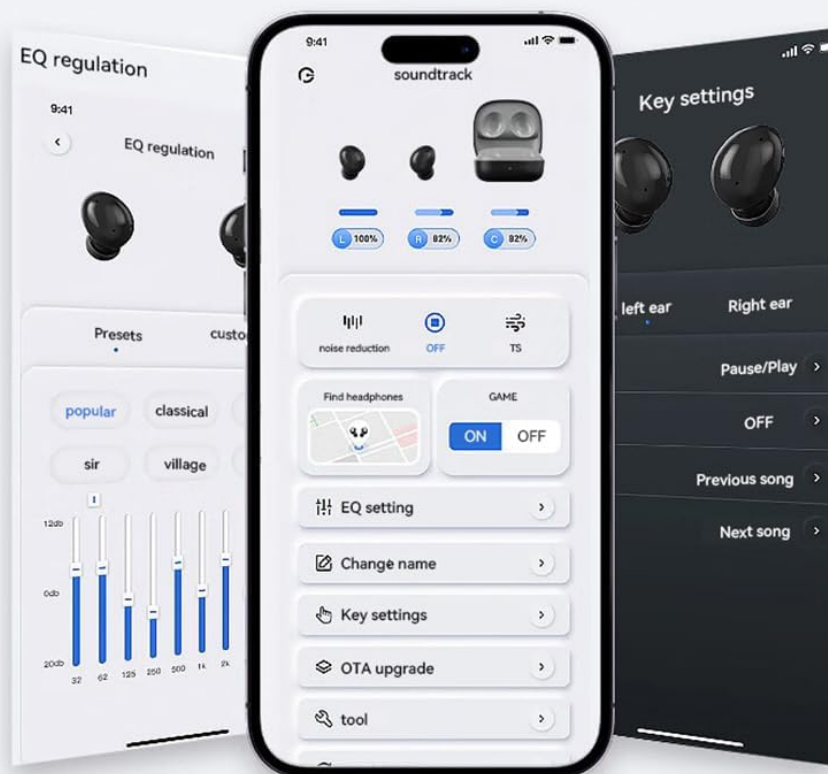 EQ regulation
9:41
EQ regulation
Presets
popular
classical
sir
village
12db
0db
20db
32 62 125 250 500 1k 2k
9:41
soundtrack
L 100%
R 82%
C 82%
noise reduction
OFF
TS
Find headphones
GAME
ON OFF
EQ setting
Change name
Key settings
OTA upgrade
tool
Key settings
left ear
Right ear
Pause/Play
OFF
Previous song
Next song